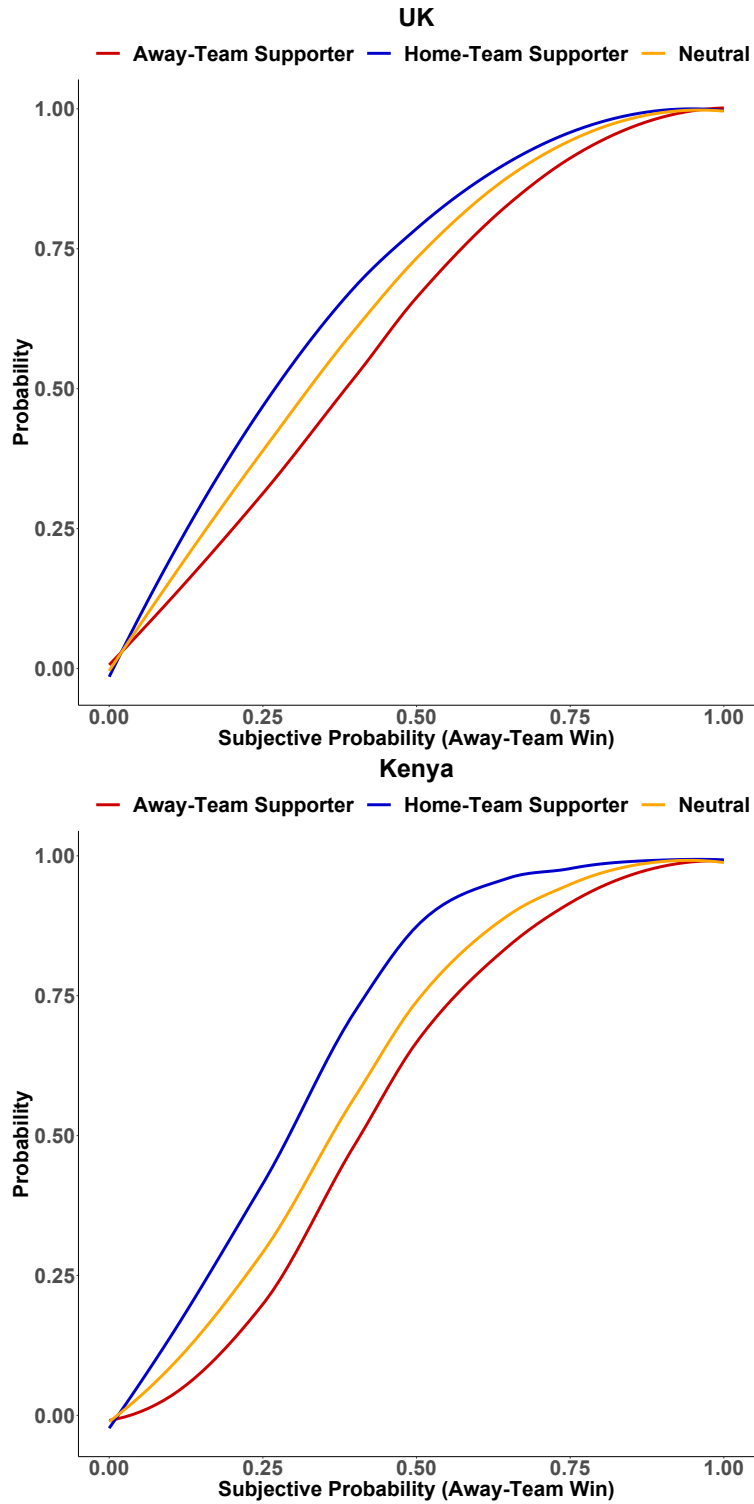 UK
Away-Team Supporter Home-Team Supporter Neutral
1.00
0.75
0.50
0.25
0.00
Probability
0.00 0.25 0.50 0.75 1.00
Subjective Probability (Away-Team Win)
Kenya
Away-Team Supporter Home-Team Supporter Neutral
1.00
0.75
0.50
0.25
0.00
Probability
0.00 0.25 0.50 0.75 1.00
Subjective Probability (Away-Team Win)